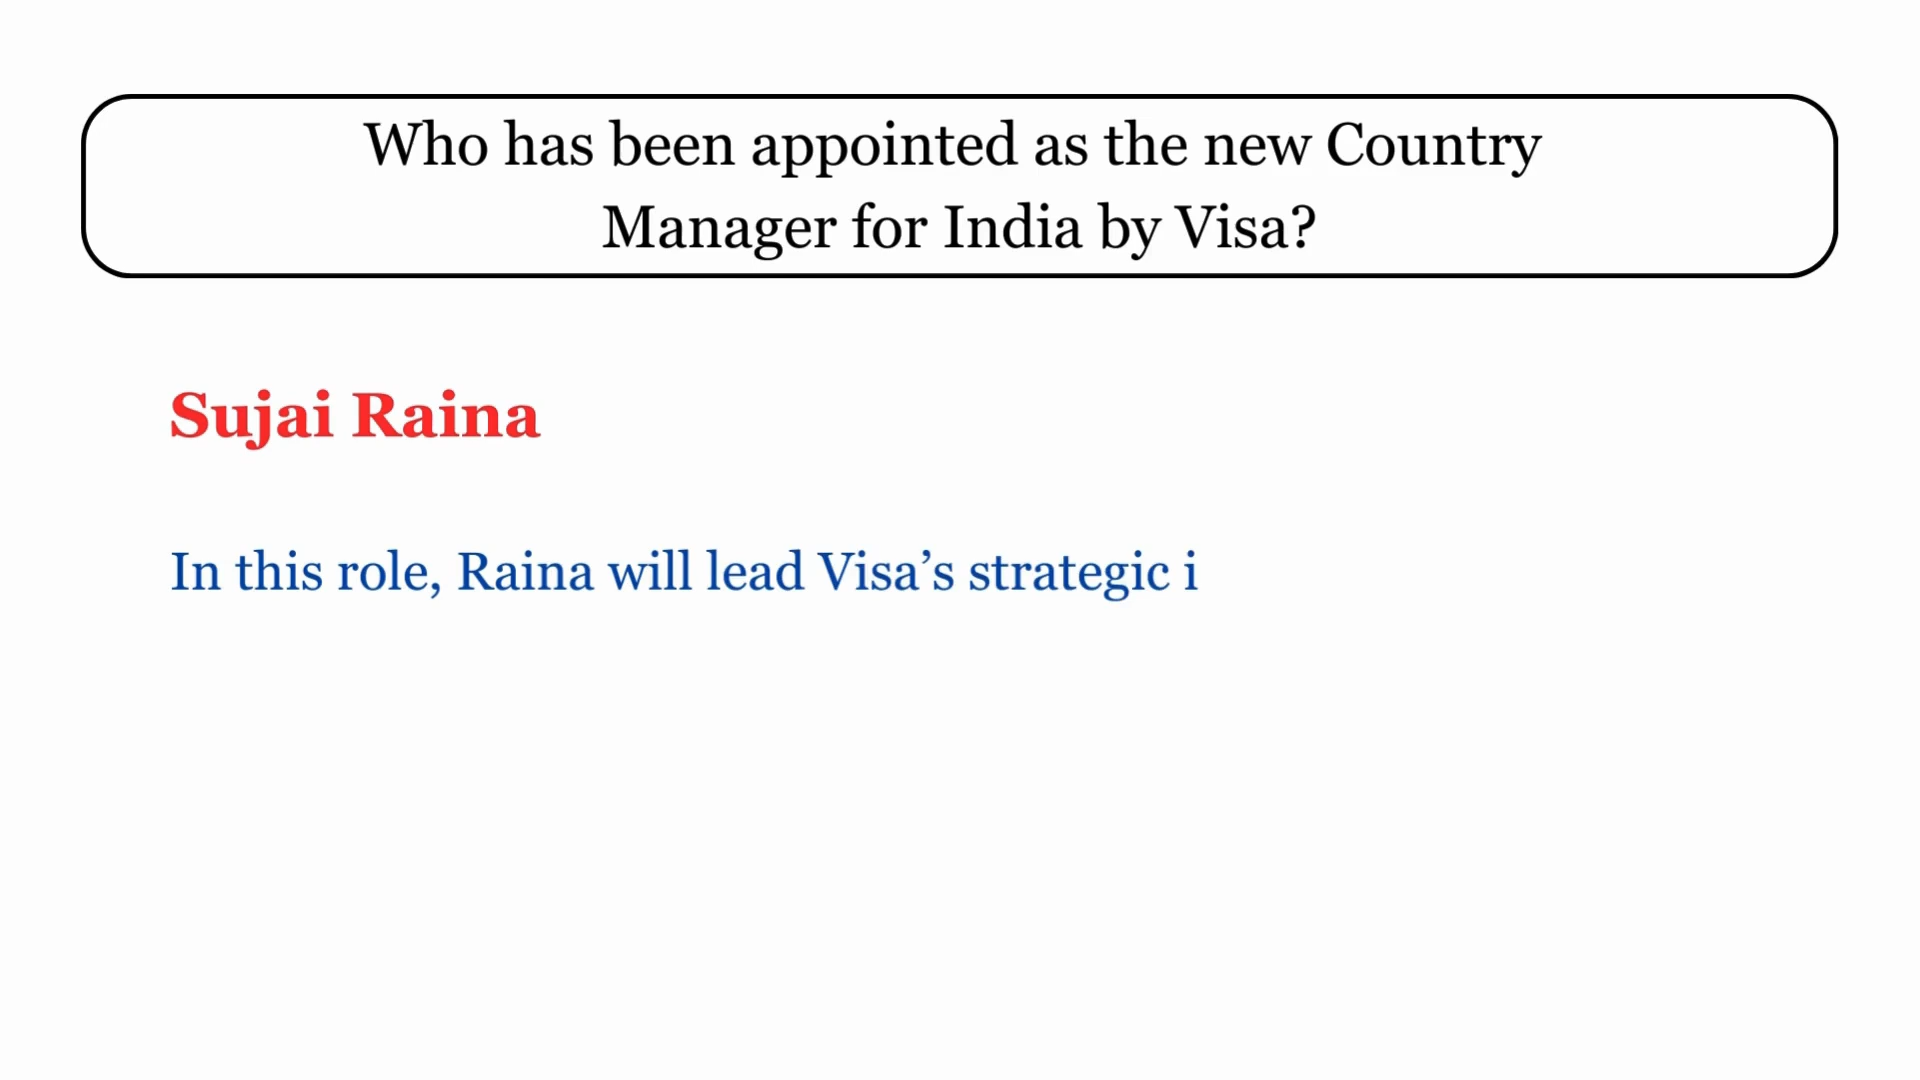 Who has been appointed as the new Country
Manager for India by Visa?
Sujai Raina
In this role, Raina will lead Visa’s strategic i